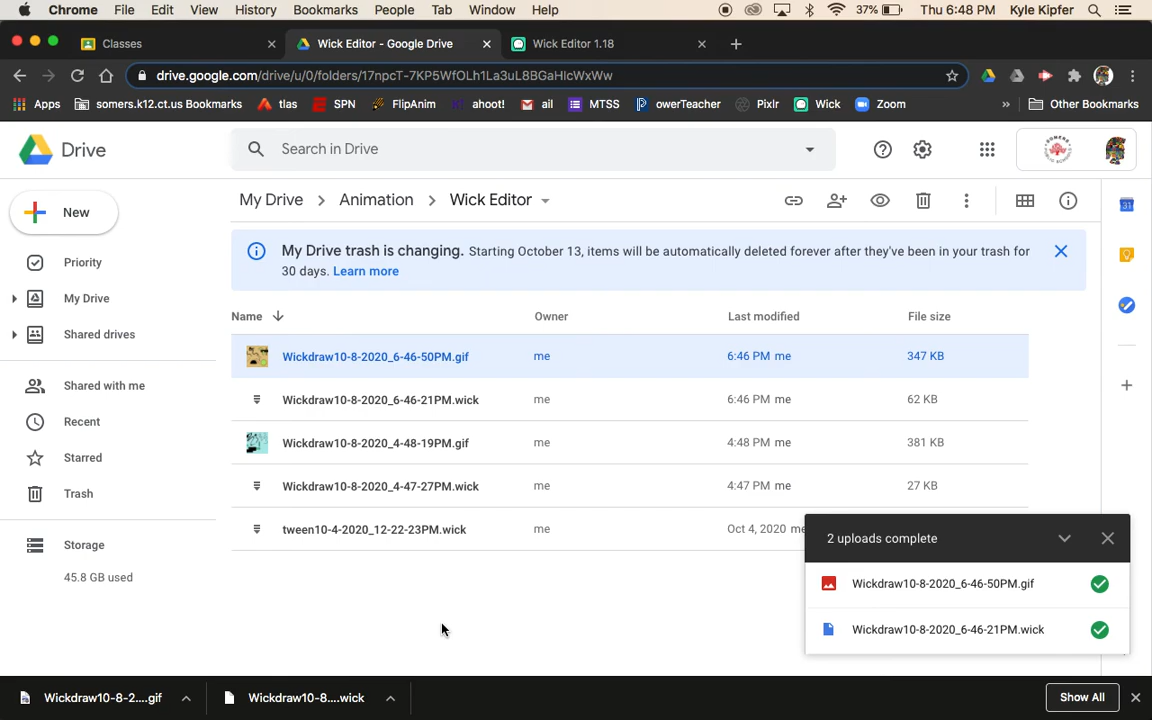 Chrome File Edit View History Bookmarks People Tab Window Help 37% Thu 6:48 PM Kyle Kipfer
Classes Wick Editor - Google Drive Wick Editor 1.18
drive.google.com/drive/u/0/folders/17npcT-7KP5WfOLh1La3uL8BGaHlcWxWw
Apps somers.k12.ct.us Bookmarks tlas SPN FlipAnim ahoot! ail MTSS owerTeacher Pixlr Wick Zoom » Other Bookmarks
Drive Search in Drive
New
My Drive Animation Wick Editor
My Drive trash is changing. Starting October 13, items will be automatically deleted forever after they've been in your trash for
30 days. Learn more
Priority
My Drive
Shared drives
Shared with me
Recent
Starred
Trash
Storage
45.8 GB used
Name Owner Last modified File size
Wickdraw10-8-2020_6-46-50PM.gif me 6:46 PM me 347 KB
Wickdraw10-8-2020_6-46-21PM.wick me 6:46 PM me 62 KB
Wickdraw10-8-2020_4-48-19PM.gif me 4:48 PM me 381 KB
Wickdraw10-8-2020_4-47-27PM.wick me 4:47 PM me 27 KB
tween10-4-2020_12-22-23PM.wick me Oct 4, 2020 me
31
2 uploads complete
Wickdraw10-8-2020_6-46-50PM.gif
Wickdraw10-8-2020_6-46-21PM.wick
Wickdraw10-8-2....gif Wickdraw10-8....wick Show All